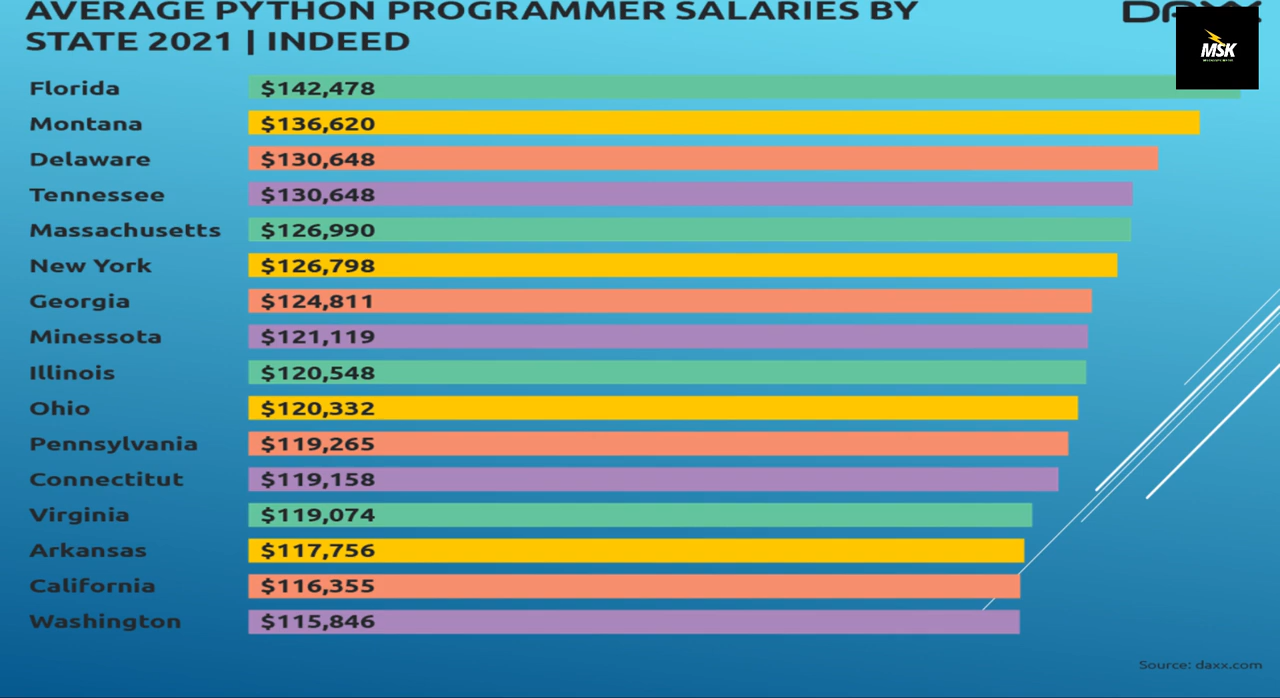 AVERAGE PYTHON PROGRAMMER SALARIES BY
STATE 2021 | INDEED
MSK
Florida $142,478
Montana $136,620
Delaware $130,648
Tennessee $130,648
Massachusetts $126,990
New York $126,798
Georgia $124,811
Minessota $121,119
Illinois $120,548
Ohio $120,332
Pennsylvania $119,265
Connectitut $119,158
Virginia $119,074
Arkansas $117,756
California $116,355
Washington $115,846
Source: daxx.com